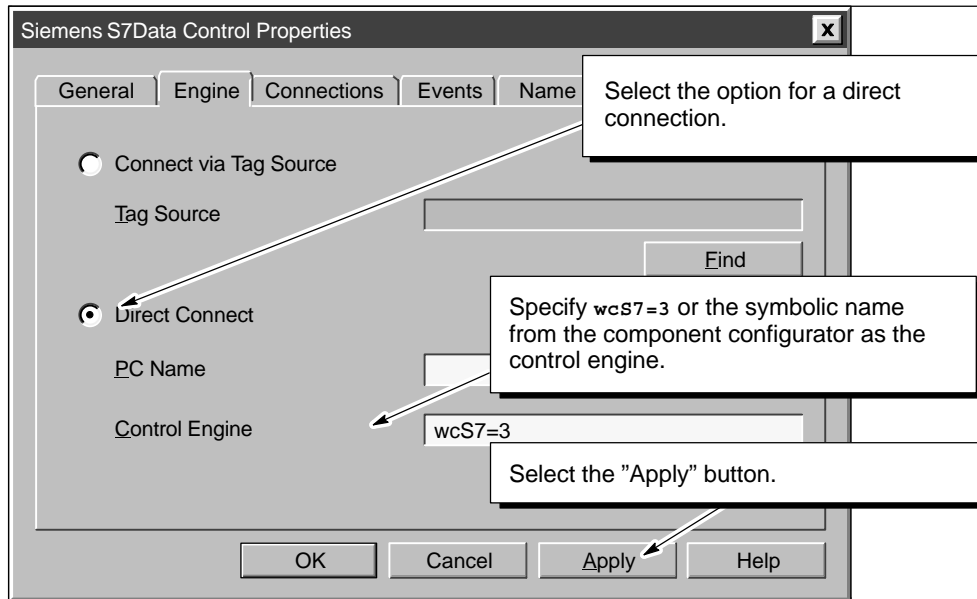 Siemens S7Data Control Properties
x
General Engine Connections Events Name
Select the option for a direct
connection.
Connect via Tag Source
Tag Source
Find
Direct Connect
Specify wcS7=3 or the symbolic name
from the component configurator as the
control engine.
PC Name
Control Engine
wcS7=3
Select the ”Apply” button.
OK Cancel Apply Help